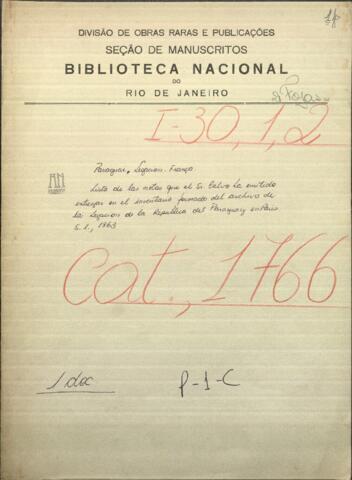 1/p
DIVISÃO DE OBRAS RARAS E PUBLICAÇÕES
SEÇÃO DE MANUSCRITOS
BIBLIOTECA NACIONAL
DO
RIO DE JANEIRO
I-30,1,2
Paraguai, Legacion. França
Lista de las notas que el Sr. Calvo ha omitido
entregar en el inventario formado del archivo de
la Legacion de la Republica del Paraguay en Paris
S.l., 1863
Cat., 1766
1 doc
P-1-C